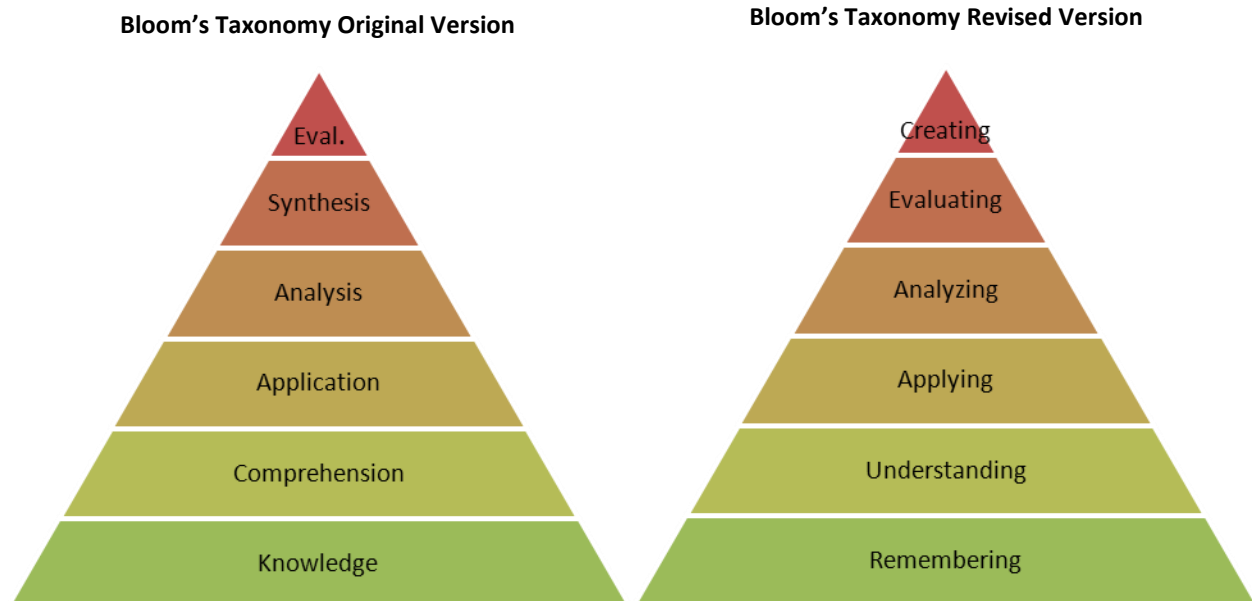 Bloom’s Taxonomy Original Version
Eval.
Synthesis
Analysis
Application
Comprehension
Knowledge
Bloom’s Taxonomy Revised Version
Creating
Evaluating
Analyzing
Applying
Understanding
Remembering